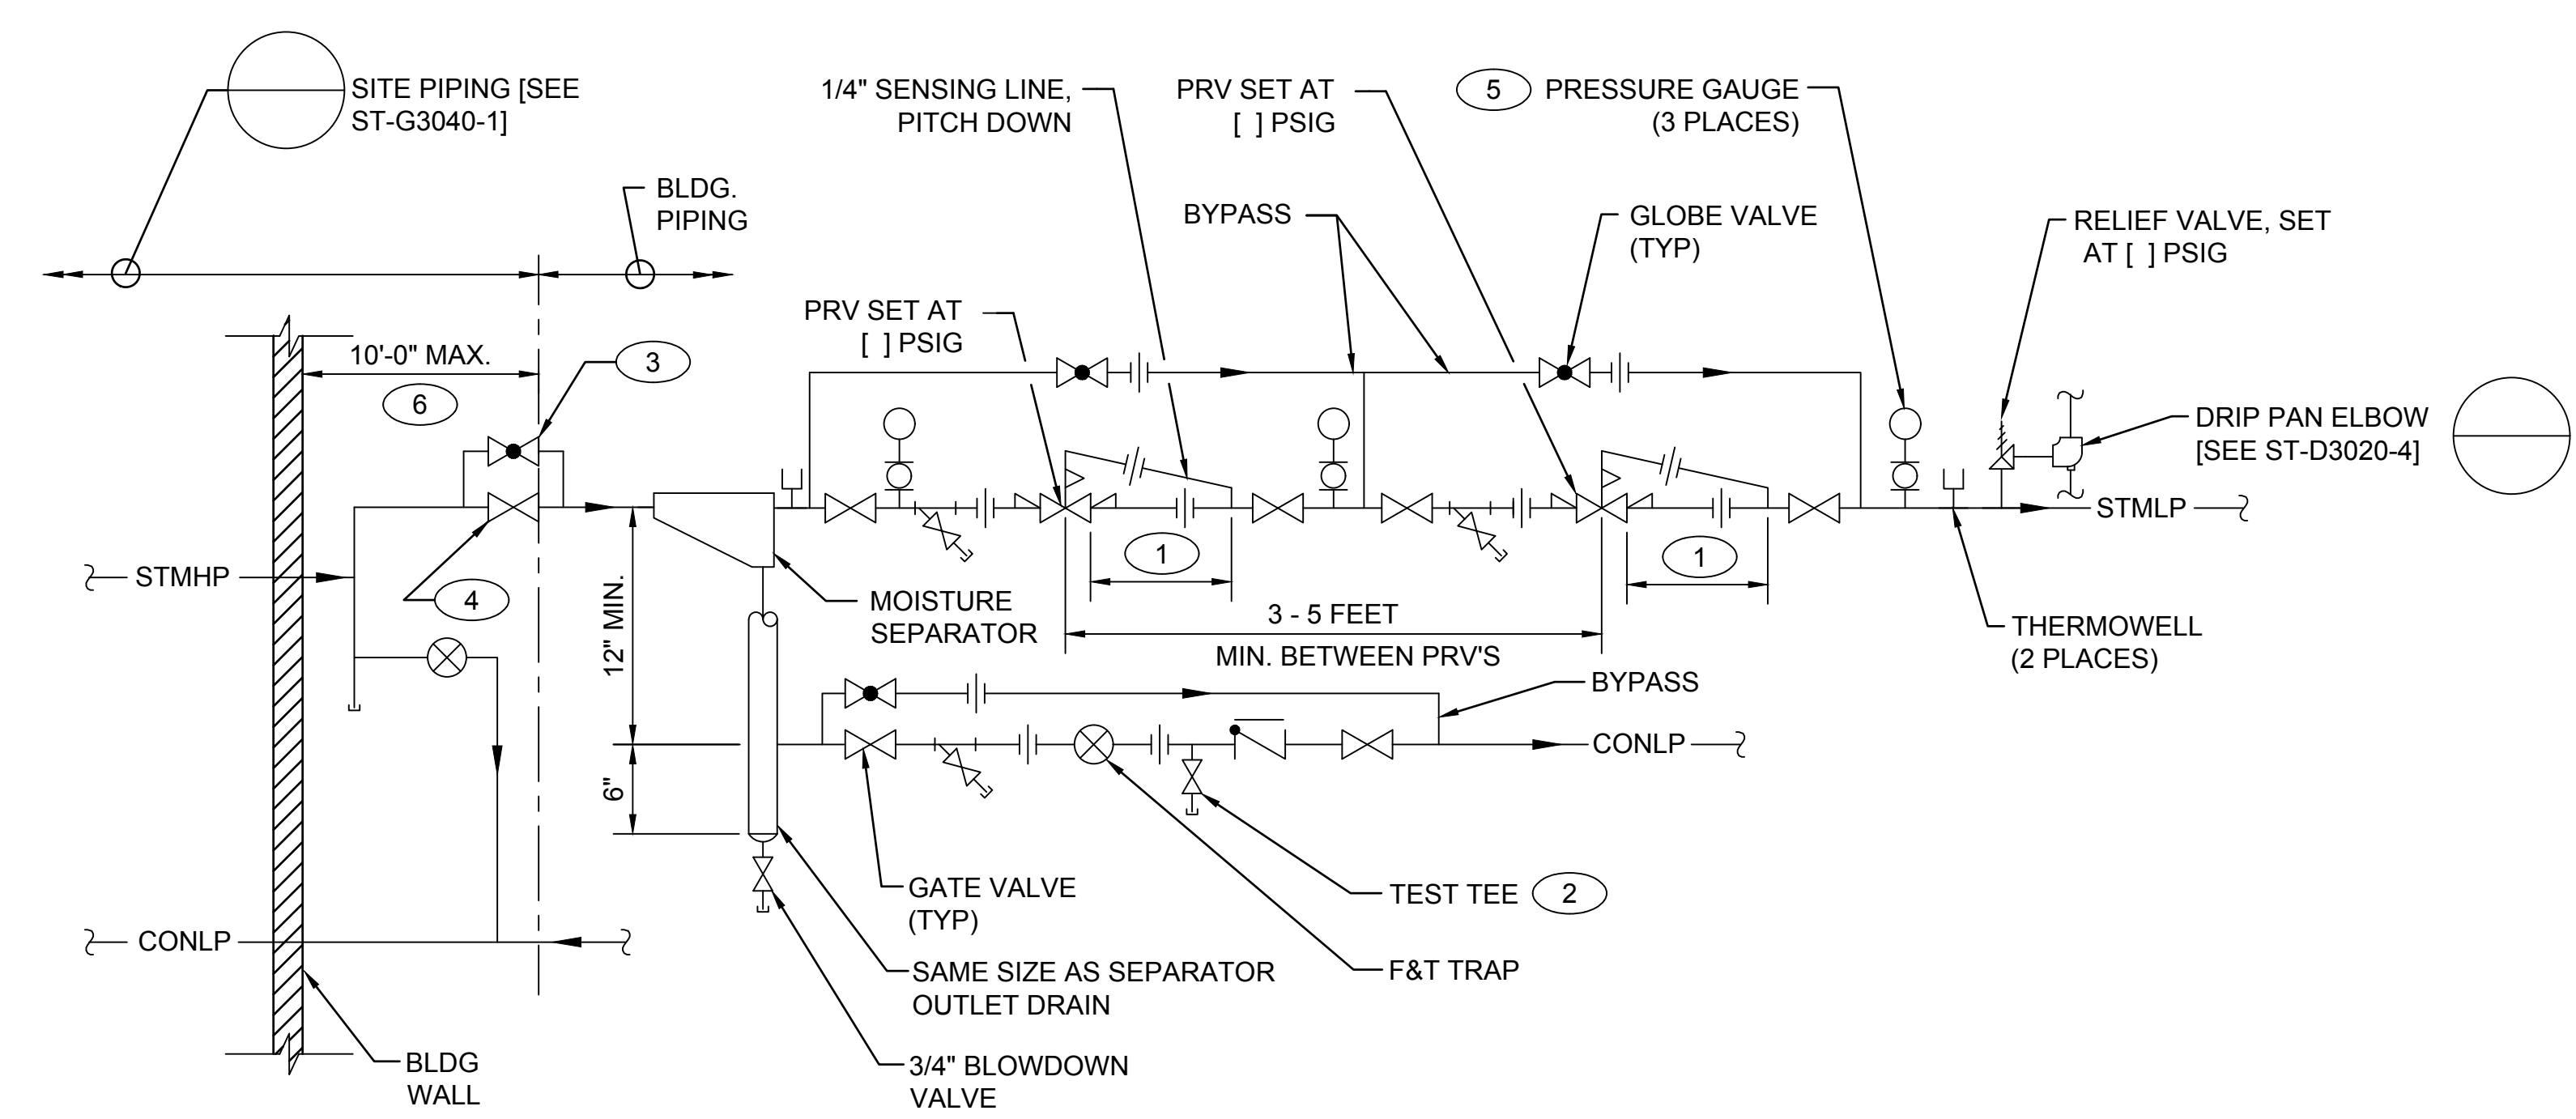 SITE PIPING [SEE
ST-G3040-1]
1/4" SENSING LINE,
PITCH DOWN
PRV SET AT
[ ] PSIG
5
PRESSURE GAUGE
(3 PLACES)
BLDG.
PIPING
BYPASS
GLOBE VALVE
(TYP)
RELIEF VALVE, SET
AT [ ] PSIG
PRV SET AT
[ ] PSIG
10'-0" MAX.
6
3
DRIP PAN ELBOW
[SEE ST-D3020-4]
STMLP
STMHP
4
1
1
MOISTURE
SEPARATOR
12" MIN.
3 - 5 FEET
MIN. BETWEEN PRV'S
THERMOWELL
(2 PLACES)
BYPASS
CONLP
6"
GATE VALVE
(TYP)
TEST TEE
2
CONLP
SAME SIZE AS SEPARATOR
OUTLET DRAIN
F&T TRAP
BLDG
WALL
3/4" BLOWDOWN
VALVE